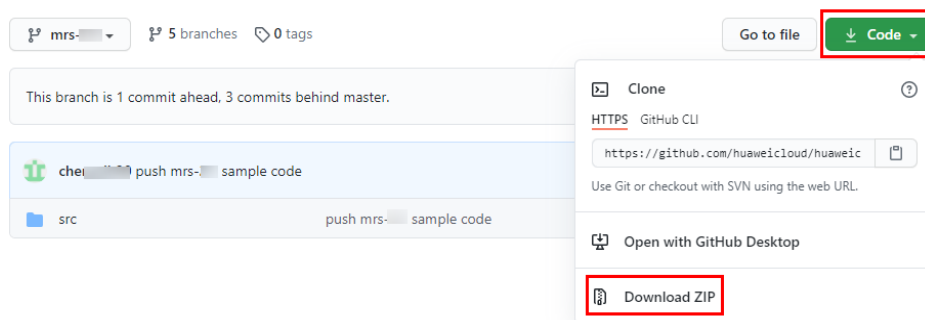 mrs-
5 branches
0 tags
Go to file
Code
This branch is 1 commit ahead, 3 commits behind master.
Clone
HTTPS GitHub CLI
https://github.com/huaweicloud/huaweic
Use Git or checkout with SVN using the web URL.
push mrs- sample code
src
push mrs- sample code
Open with GitHub Desktop
Download ZIP